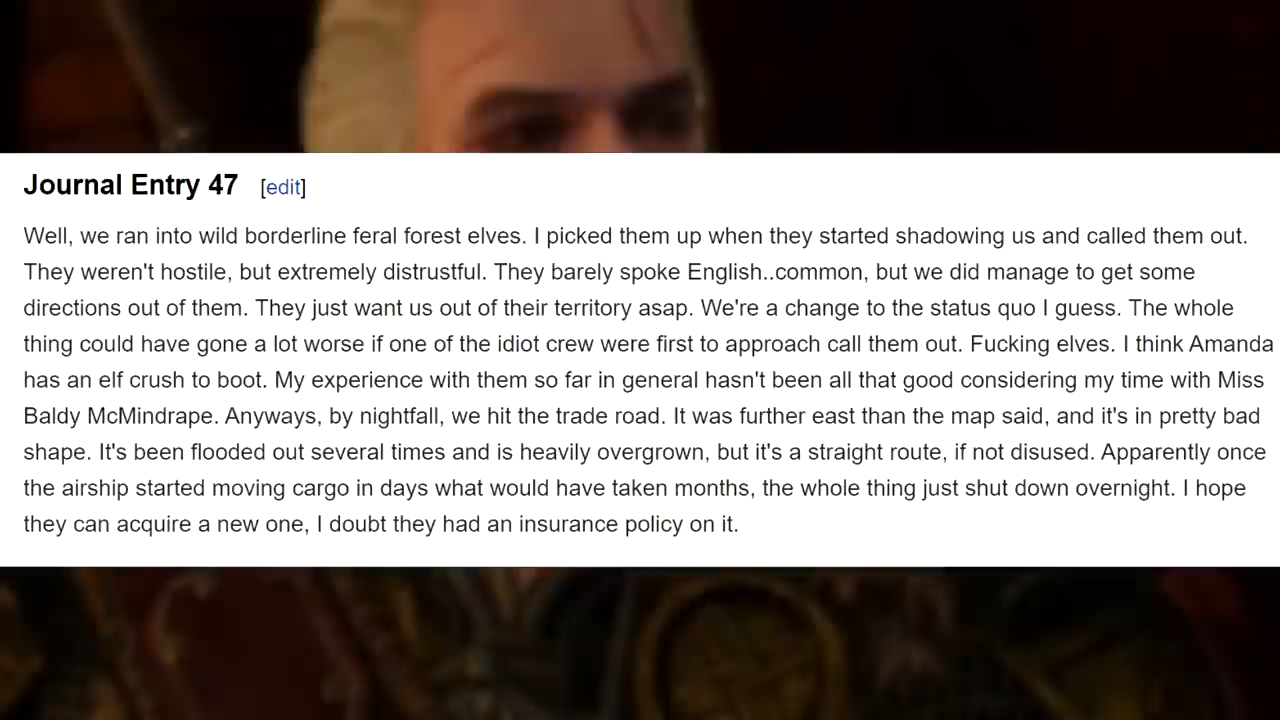 Journal Entry 47 [edit]
Well, we ran into wild borderline feral forest elves. I picked them up when they started shadowing us and called them out.
They weren't hostile, but extremely distrustful. They barely spoke English..common, but we did manage to get some
directions out of them. They just want us out of their territory asap. We're a change to the status quo I guess. The whole
thing could have gone a lot worse if one of the idiot crew were first to approach call them out. Fucking elves. I think Amanda
has an elf crush to boot. My experience with them so far in general hasn't been all that good considering my time with Miss
Baldy McMindrape. Anyways, by nightfall, we hit the trade road. It was further east than the map said, and it's in pretty bad
shape. It's been flooded out several times and is heavily overgrown, but it's a straight route, if not disused. Apparently once
the airship started moving cargo in days what would have taken months, the whole thing just shut down overnight. I hope
they can acquire a new one, I doubt they had an insurance policy on it.